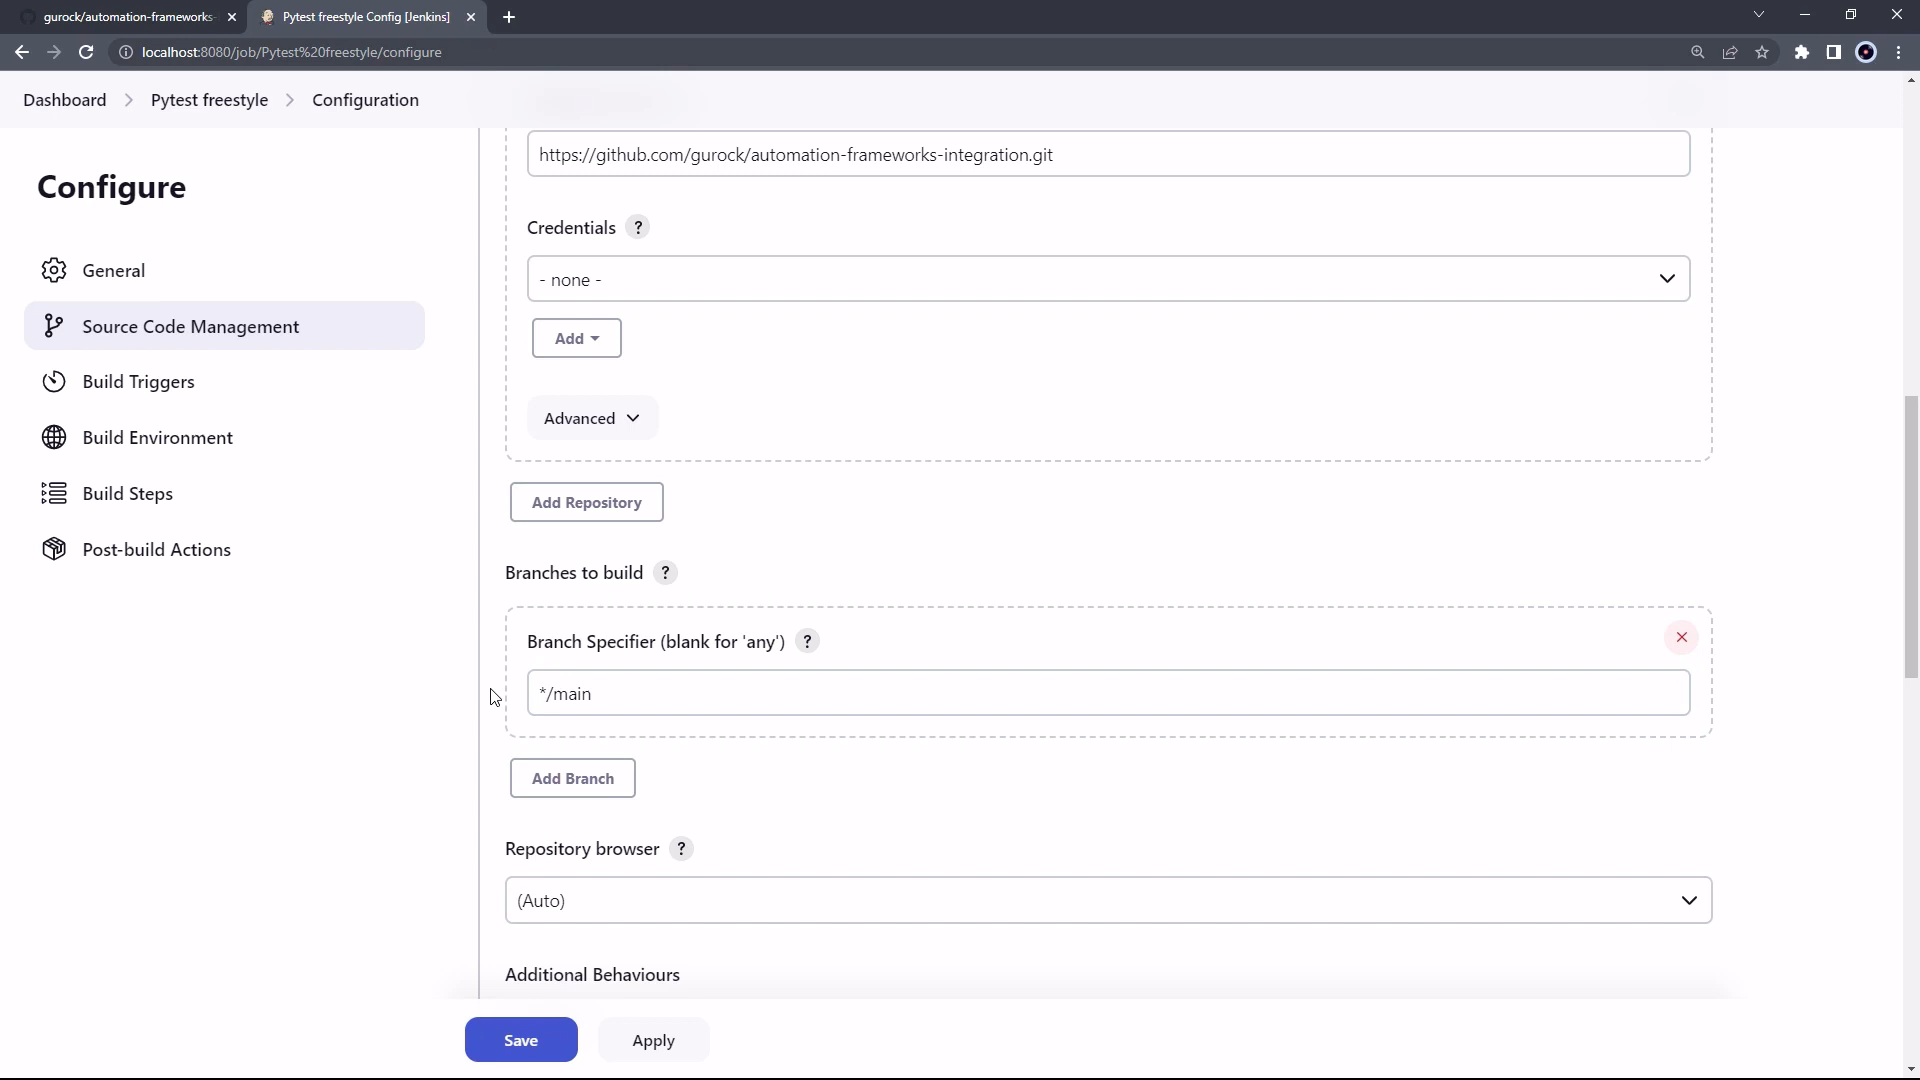 gurock/automation-frameworks-
Pytest freestyle Config [Jenkins]
localhost:8080/job/Pytest%20freestyle/configure
Dashboard
Pytest freestyle
Configuration
Configure
General
Source Code Management
Build Triggers
Build Environment
Build Steps
Post-build Actions
https://github.com/gurock/automation-frameworks-integration.git
Credentials ?
- none -
Add
Advanced
Add Repository
Branches to build ?
Branch Specifier (blank for 'any') ?
*/main
Add Branch
Repository browser ?
(Auto)
Additional Behaviours
Save
Apply